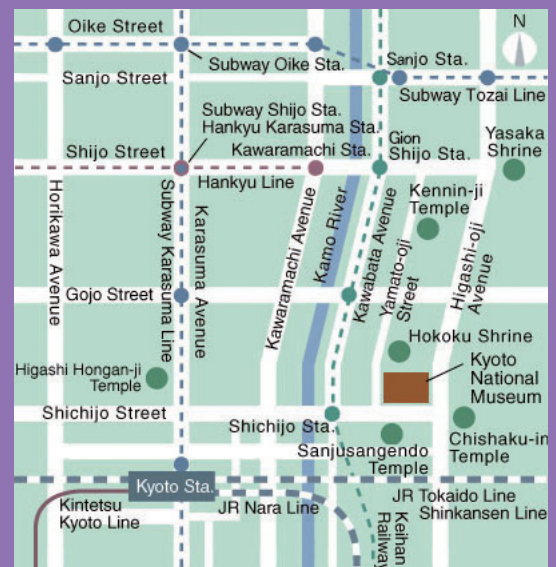 Oike Street
N
Subway Oike Sta.
Sanjo Sta.
Sanjo Street
Subway Tozai Line
Subway Shijo Sta.
Hankyu Karasuma Sta.
Gion
Shijo Sta.
Yasaka
Shrine
Shijo Street
Kawaramachi Sta.
Hankyu Line
Kennin-ji
Temple
Horikawa Avenue
Subway Karasuma Line
Karasuma Avenue
Kawaramachi Avenue
Kamo River
Kawabata Avenue
Yamato-oji
Street
Higashi-oji
Avenue
Gojo Street
Hokoku Shrine
Higashi Hongan-ji
Temple
Kyoto
National
Museum
Shichijo Street
Shichijo Sta.
Sanjusangendo
Temple
Chishaku-in
Temple
Kyoto Sta.
Kintetsu
Kyoto Line
JR Nara Line
Keihan
Railway
JR Tokaido Line
Shinkansen Line